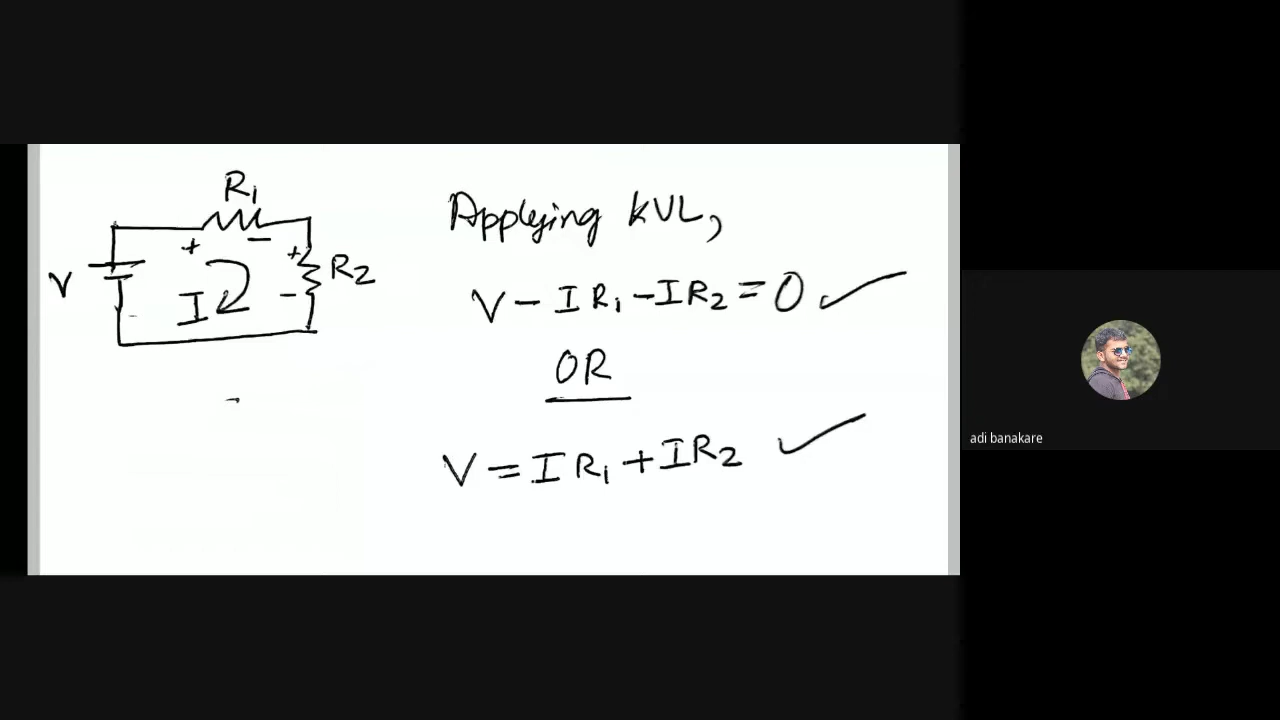 R1
+ -
V I + - R2
Applying KVL,
V - IR1 - IR2 = 0 ✓
OR
V = IR1 + IR2 ✓
adi banakare